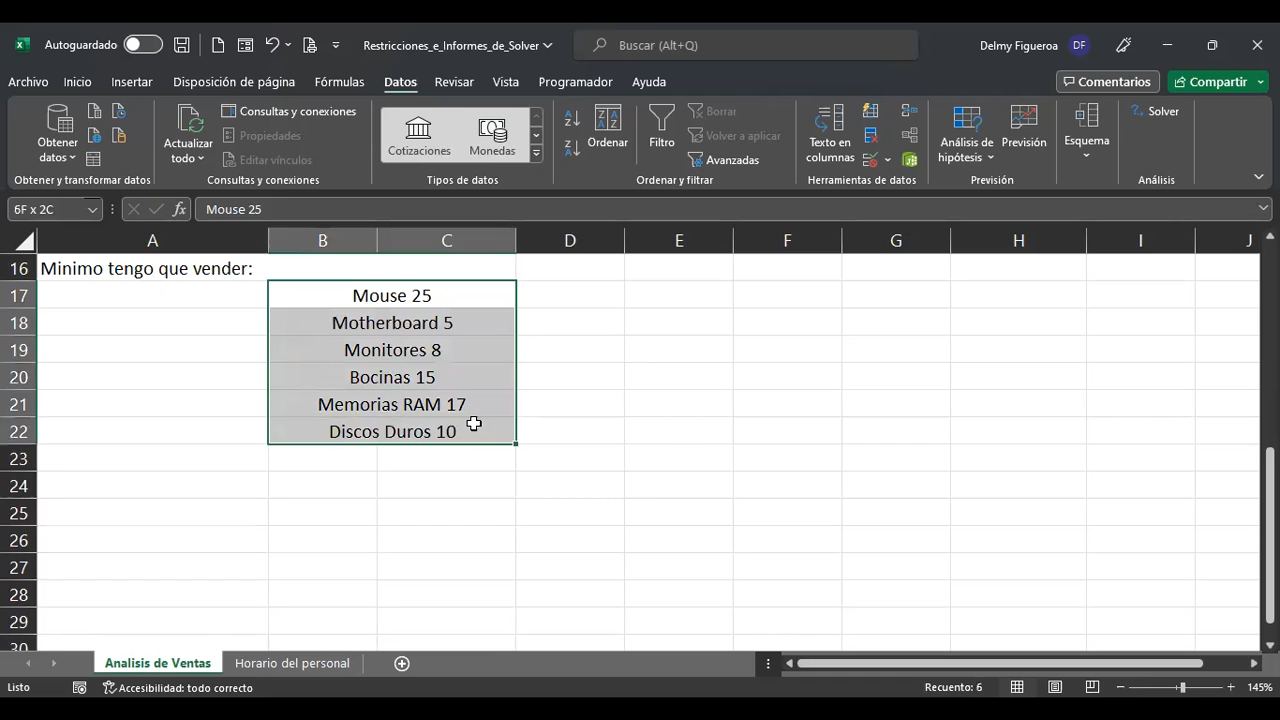 Autoguardado
Restricciones_e_Informes_de_Solver
Buscar (Alt+Q)
Delmy Figueroa
DF
Archivo
Inicio
Insertar
Disposición de página
Fórmulas
Datos
Revisar
Vista
Programador
Ayuda
Comentarios
Compartir
Obtener
datos
Obtener y transformar datos
Actualizar
todo
Consultas y conexiones
Propiedades
Editar vínculos
Consultas y conexiones
Cotizaciones
Monedas
Tipos de datos
Ordenar
Filtro
Borrar
Volver a aplicar
Avanzadas
Ordenar y filtrar
Texto en
columnas
Herramientas de datos
Análisis de
hipótesis
Previsión
Previsión
Esquema
Solver
Análisis
6F x 2C
fx
Mouse 25
A B C D E F G H I J
16 Minimo tengo que vender:
17 Mouse 25
18 Motherboard 5
19 Monitores 8
20 Bocinas 15
21 Memorias RAM 17
22 Discos Duros 10
23
24
25
26
27
28
29
30
Analisis de Ventas
Horario del personal
Listo
Accesibilidad: todo correcto
Recuento: 6
145%